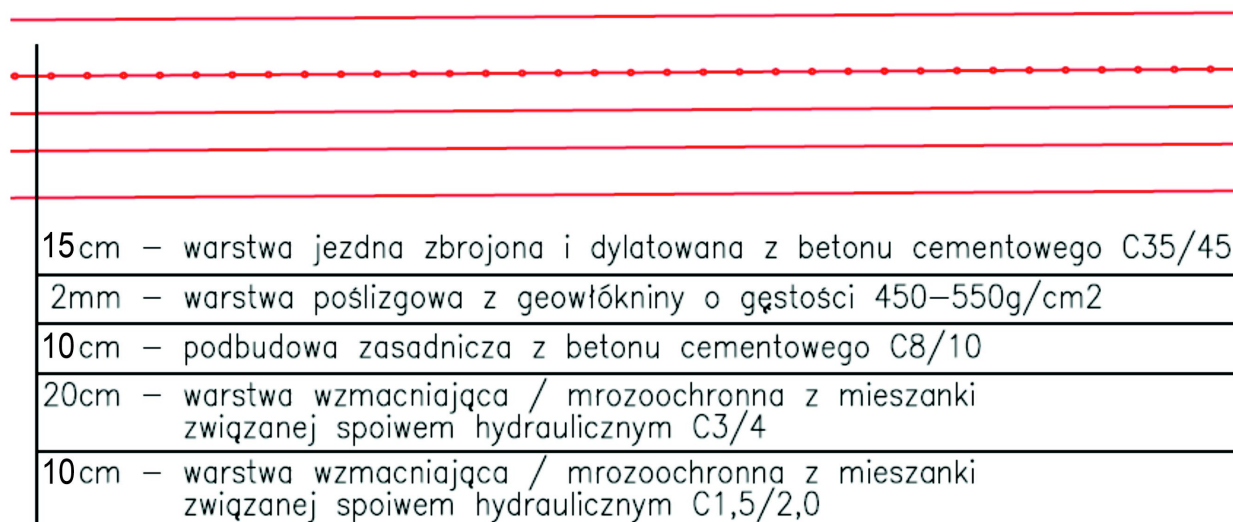 15cm – warstwa jezdna zbrojona i dylatowana z betonu cementowego C35/45
2mm – warstwa poślizgowa z geowłókniny o gęstości 450–550g/cm2
10cm – podbudowa zasadnicza z betonu cementowego C8/10
20cm – warstwa wzmacniająca / mrozoochronna z mieszanki
związanej spoiwem hydraulicznym C3/4
10cm – warstwa wzmacniająca / mrozoochronna z mieszanki
związanej spoiwem hydraulicznym C1,5/2,0